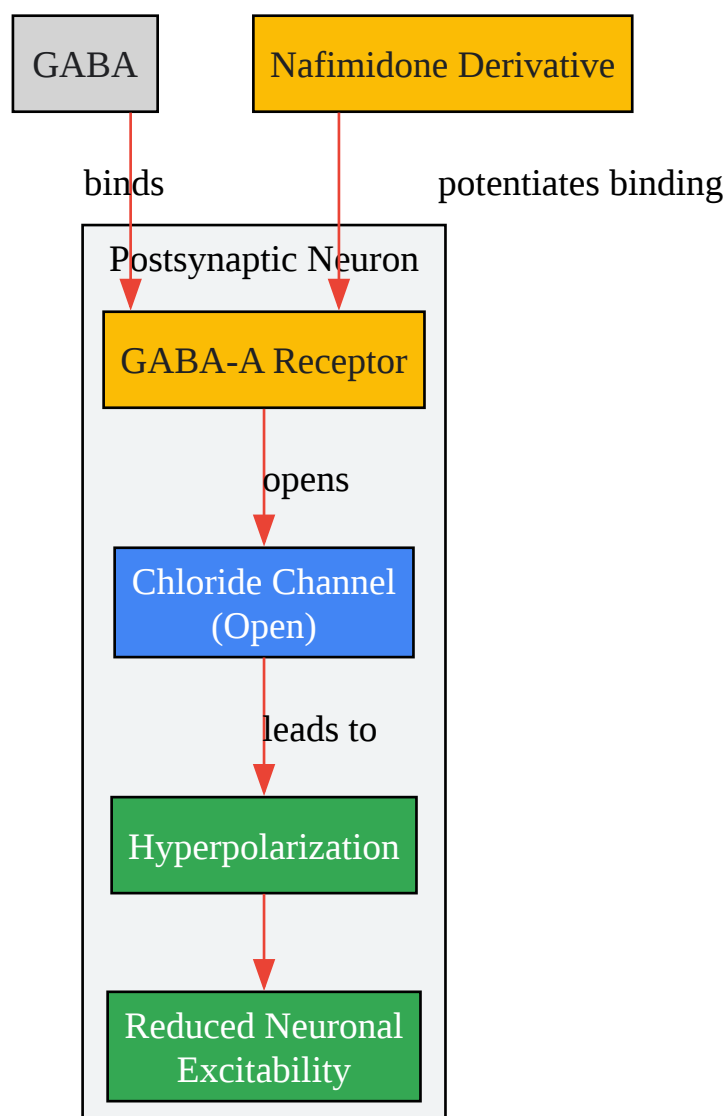 GABA
Nafimidone Derivative
binds
potentiates binding
Postsynaptic Neuron
GABA-A Receptor
opens
Chloride Channel
(Open)
leads to
Hyperpolarization
Reduced Neuronal
Excitability